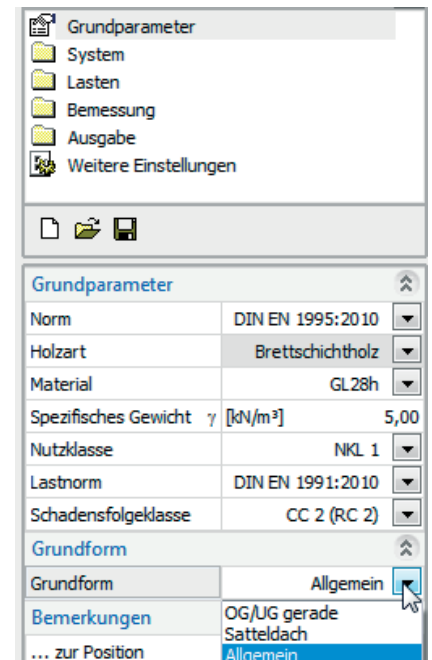 Grundparameter
System
Lasten
Bemessung
Ausgabe
Weitere Einstellungen
Grundparameter
Norm DIN EN 1995:2010
Holzart Brettschichtholz
Material GL28h
Spezifisches Gewicht γ [kN/m³] 5,00
Nutzklasse NKL 1
Lastnorm DIN EN 1991:2010
Schadensfolgeklasse CC 2 (RC 2)
Grundform
Grundform Allgemein
Bemerkungen OG/UG gerade
Satteldach
... zur Position Allgemein